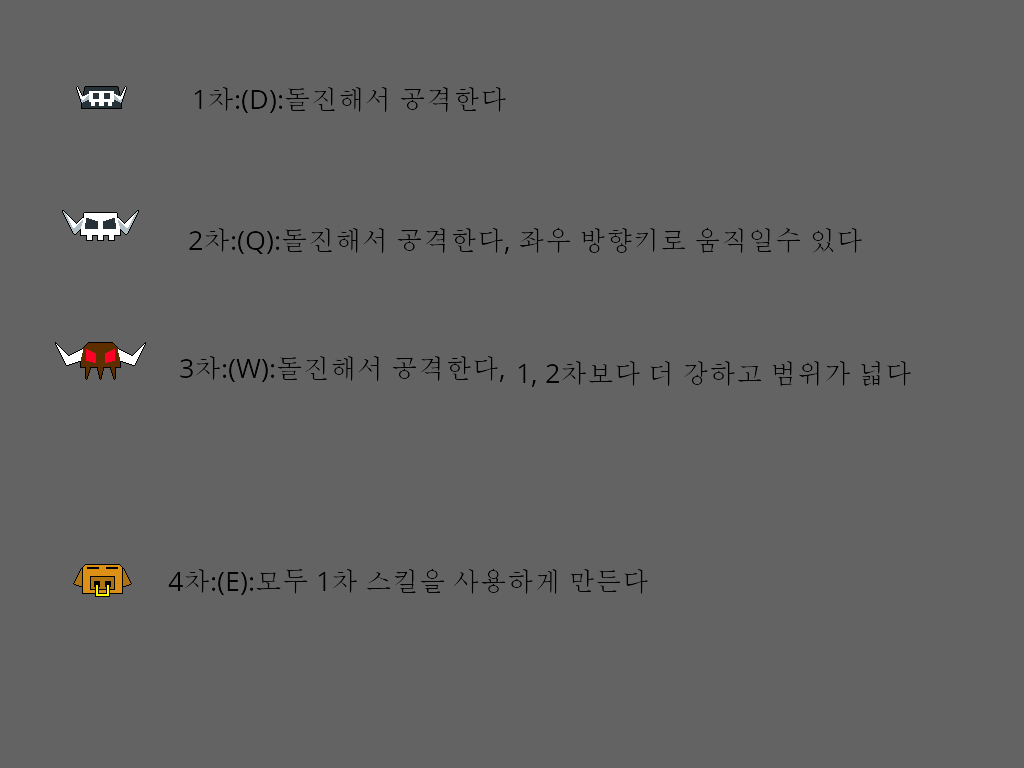 1차:(D):돌진해서 공격한다
2차:(Q):돌진해서 공격한다, 좌우 방향키로 움직일수 있다
3차:(W):돌진해서 공격한다, 1, 2차보다 더 강하고 범위가 넓다
4차:(E):모두 1차 스킬을 사용하게 만든다